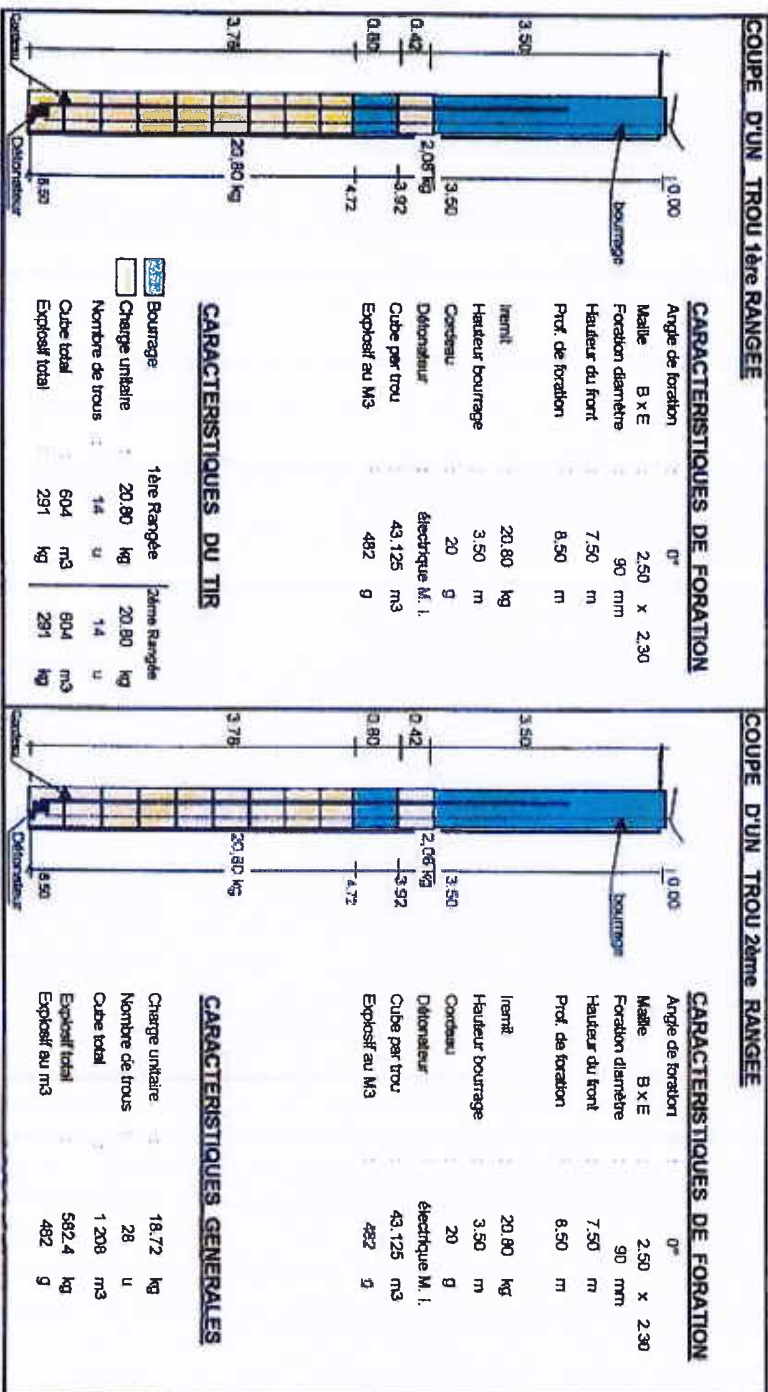 COUPE D'UN TROU 1ère RANGEE
0.00
bourrage
3.50
3.50
0.42
2,08 kg
3.92
0.80
4.72
3.78
20,80 kg
8.50
Cordeau
Détonateur
CARACTERISTIQUES DE FORATION
Angle de foration : 0°
Maille B x E : 2.50 x 2.30
Foration diamètre : 90 mm
Hauteur du front : 7.50 m
Prof. de foration : 8.50 m
Iremit : 20.80 kg
Hauteur bourrage : 3.50 m
Cordeau : 20 g
Détonateur : électrique M. I.
Cube par trou : 43.125 m3
Explosif au M3 : 482 g
CARACTERISTIQUES DU TIR
1ère Rangée 2ème Rangée
Bourrage
Charge unitaire : 20.80 kg 20.80 kg
Nombre de trous : 14 u 14 u
Cube total : 604 m3 604 m3
Explosif total : 291 kg 291 kg
COUPE D'UN TROU 2ème RANGEE
0.00
bourrage
3.50
3.50
0.42
2,08 kg
3.92
0.80
4.72
3.78
20,80 kg
8.50
Cordeau
Détonateur
CARACTERISTIQUES DE FORATION
Angle de foration : 0°
Maille B x E : 2.50 x 2.30
Foration diamètre : 90 mm
Hauteur du front : 7.50 m
Prof. de foration : 8.50 m
Iremit : 20.80 kg
Hauteur bourrage : 3.50 m
Cordeau : 20 g
Détonateur : électrique M. I.
Cube par trou : 43.125 m3
Explosif au M3 : 482 g
CARACTERISTIQUES GENERALES
Charge unitaire : 18.72 kg
Nombre de trous : 28 u
Cube total : 1 208 m3
Explosif total : 582.4 kg
Explosif au m3 : 482 g